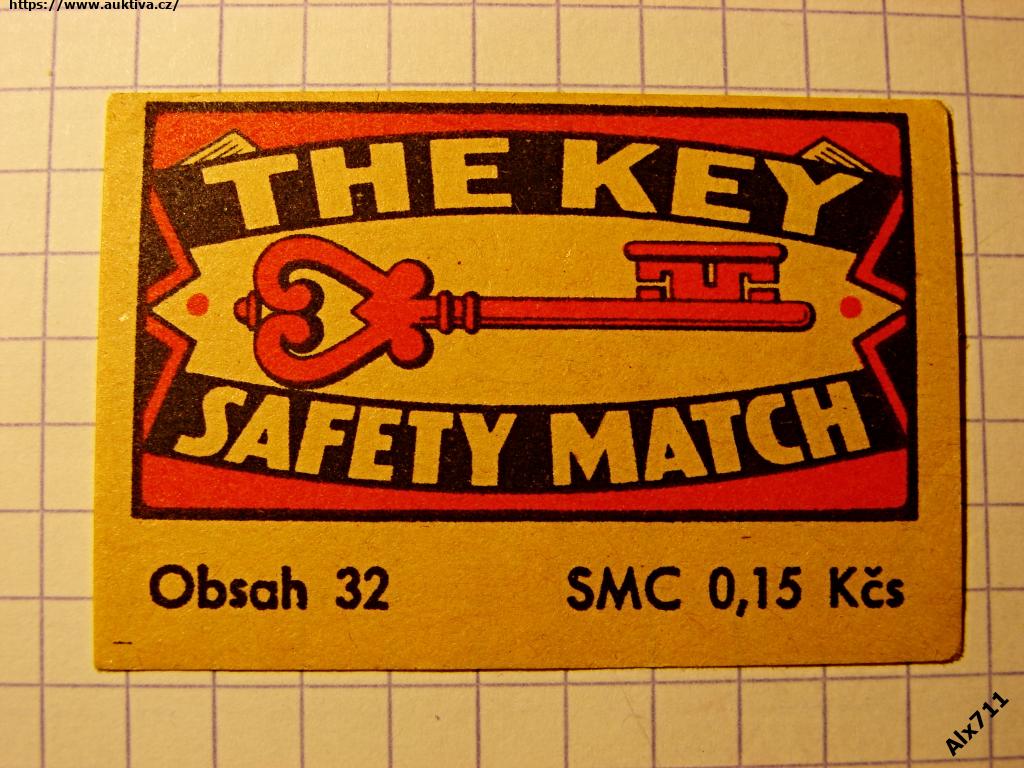 https://www.auktiva.cz/
THE KEY
SAFETY MATCH
Obsah 32 SMC 0,15 Kčs
Alx711